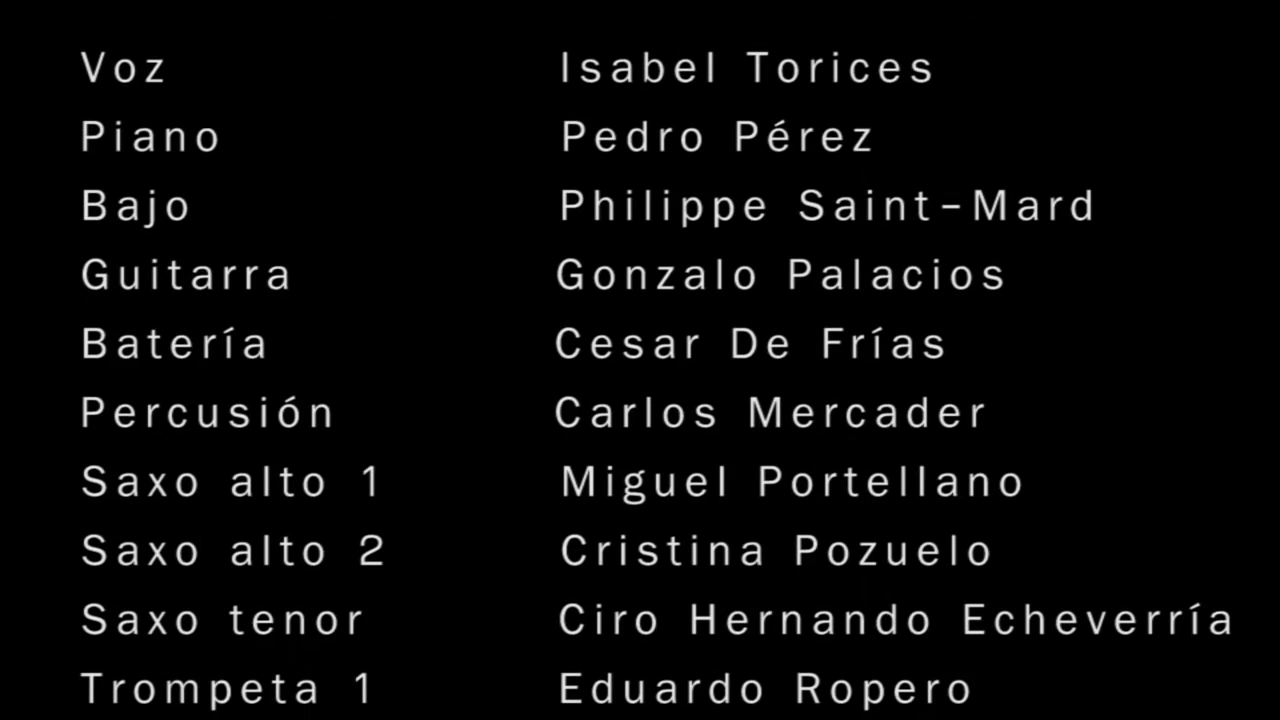 Voz Isabel Torices
Piano Pedro Pérez
Bajo Philippe Saint-Mard
Guitarra Gonzalo Palacios
Batería Cesar De Frías
Percusión Carlos Mercader
Saxo alto 1 Miguel Portellano
Saxo alto 2 Cristina Pozuelo
Saxo tenor Ciro Hernando Echeverría
Trompeta 1 Eduardo Ropero